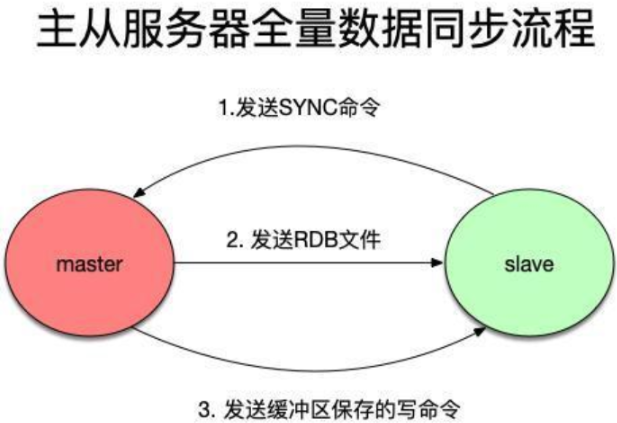 主从服务器全量数据同步流程
1.发送SYNC命令
master
2. 发送RDB文件
slave
3. 发送缓冲区保存的写命令